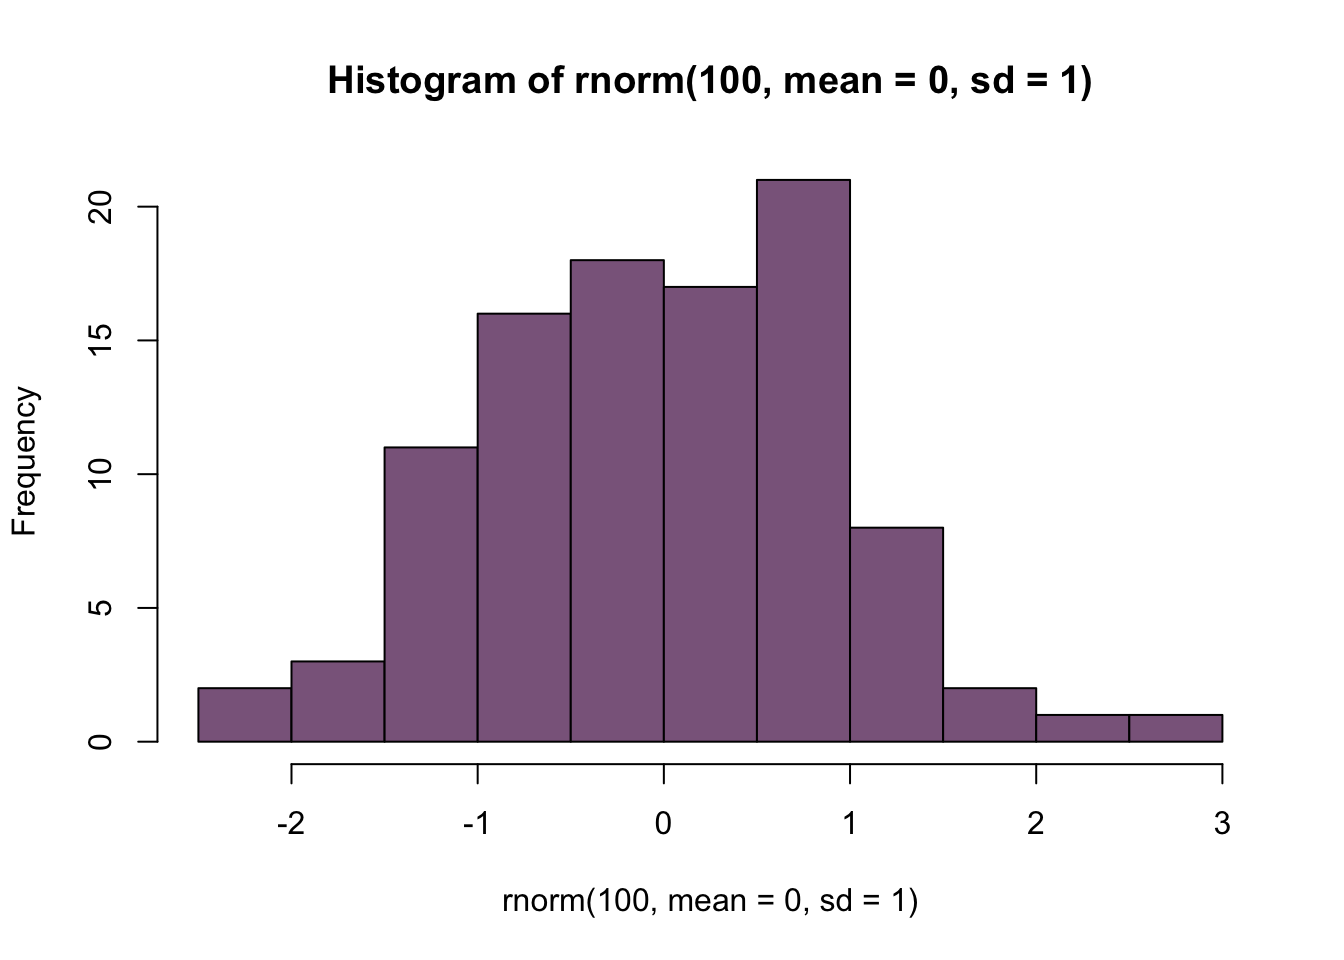 Histogram of rnorm(100, mean = 0, sd = 1)
Frequency
20
15
10
5
0
-2 -1 0 1 2 3
rnorm(100, mean = 0, sd = 1)